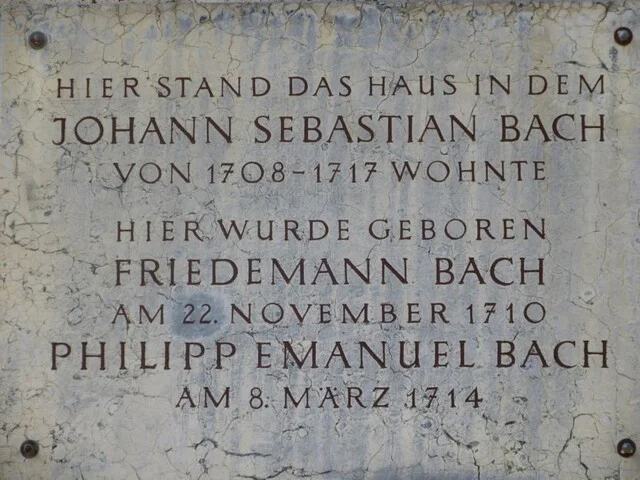 HIER STAND DAS HAUS IN DEM
JOHANN SEBASTIAN BACH
VON 1708-1717 WOHNTE
HIER WURDE GEBOREN
FRIEDEMANN BACH
AM 22. NOVEMBER 1710
PHILIPP EMANUEL BACH
AM 8. MÄRZ 1714